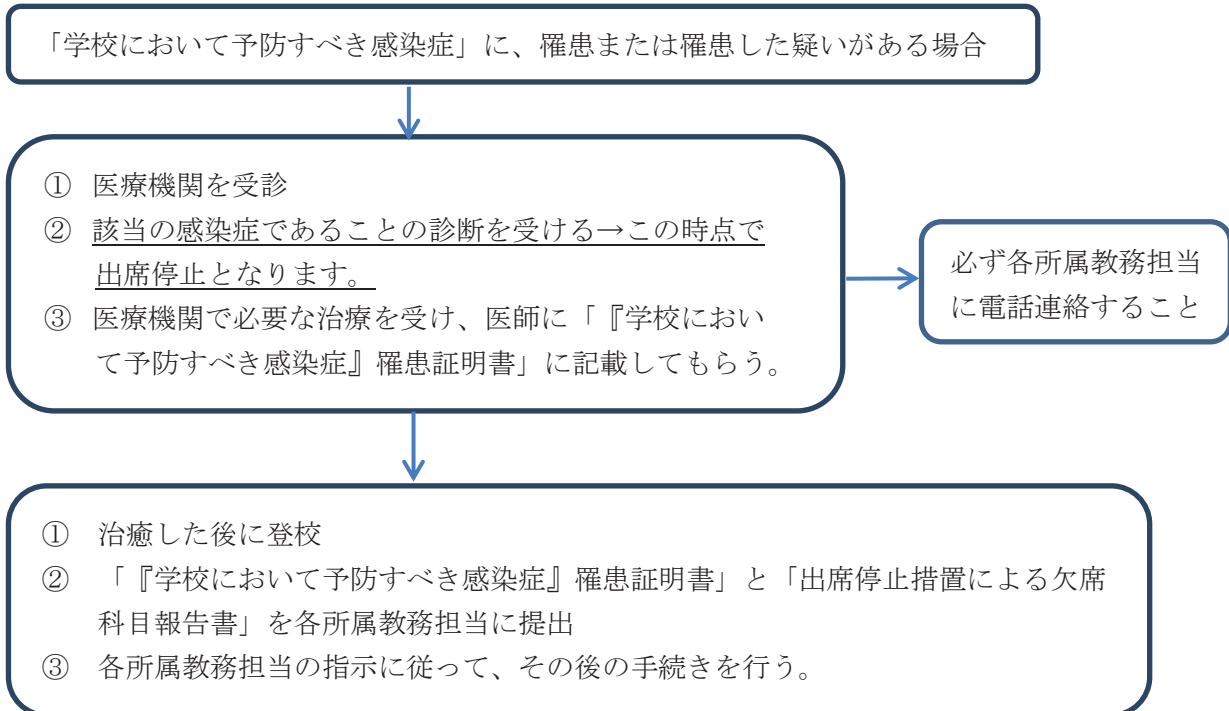 「学校において予防すべき感染症」に、罹患または罹患した疑いがある場合
① 医療機関を受診
② 該当の感染症であることの診断を受ける→この時点で
出席停止となります。
③ 医療機関で必要な治療を受け、医師に「『学校におい
て予防すべき感染症』罹患証明書」に記載してもらう。
必ず各所属教務担当
に電話連絡すること
① 治癒した後に登校
② 「『学校において予防すべき感染症』罹患証明書」と「出席停止措置による欠席
科目報告書」を各所属教務担当に提出
③ 各所属教務担当の指示に従って、その後の手続きを行う。